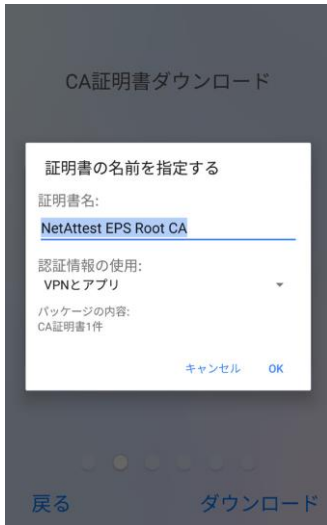 CA証明書ダウンロード
証明書の名前を指定する
証明書名:
NetAttest EPS Root CA
認証情報の使用:
VPNとアプリ
パッケージの内容:
CA証明書1件
キャンセル OK
戻る ダウンロード